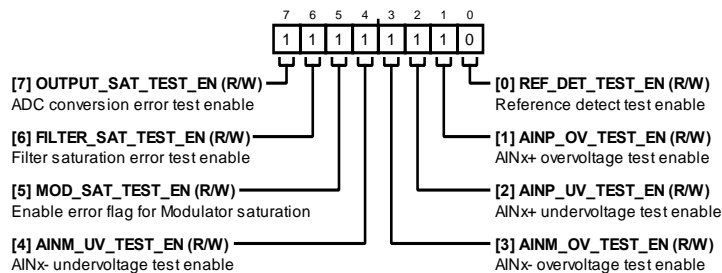 7 6 5 4 3 2 1 0
1 1 1 1 1 1 1 0
[7] OUTPUT_SAT_TEST_EN (R/W)
ADC conversion error test enable
[0] REF_DET_TEST_EN (R/W)
Reference detect test enable
[6] FILTER_SAT_TEST_EN (R/W)
Filter saturation error test enable
[1] AINP_OV_TEST_EN (R/W)
AINx+ overvoltage test enable
[5] MOD_SAT_TEST_EN (R/W)
Enable error flag for Modulator saturation
[2] AINP_UV_TEST_EN (R/W)
AINx+ undervoltage test enable
[4] AINM_UV_TEST_EN (R/W)
AINx- undervoltage test enable
[3] AINM_OV_TEST_EN (R/W)
AINx- overvoltage test enable